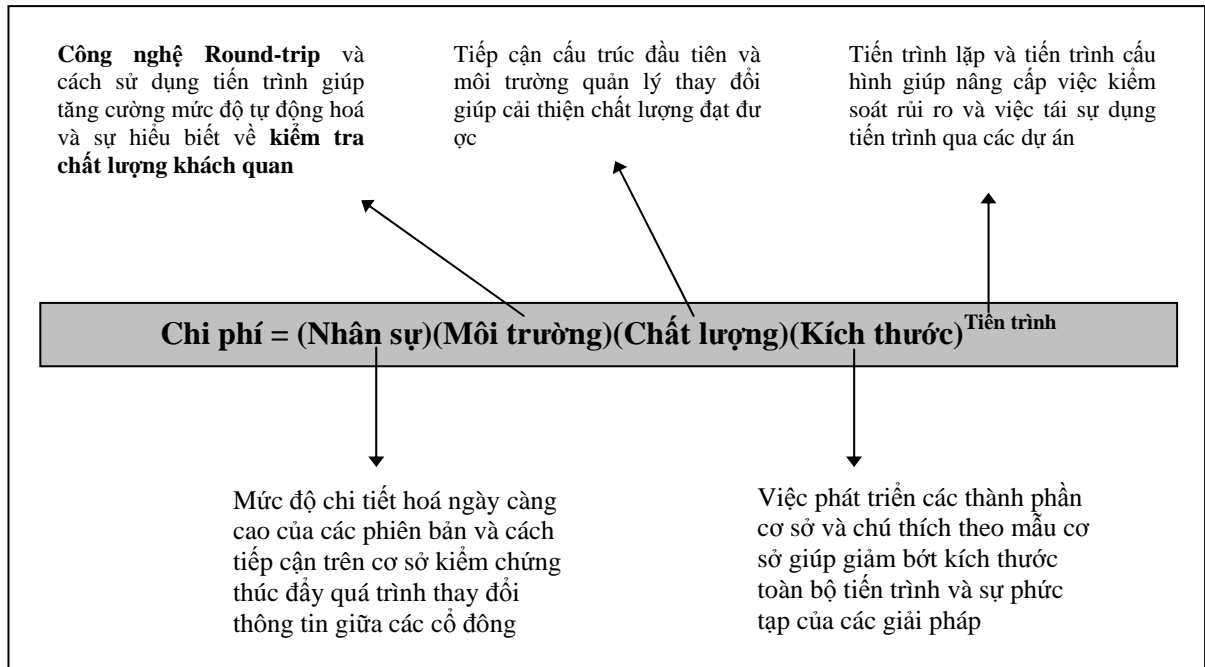 Công nghệ Round-trip và
cách sử dụng tiến trình giúp
tăng cường mức độ tự động hoá
và sự hiểu biết về kiểm tra
chất lượng khách quan
Tiếp cận cấu trúc đầu tiên và
môi trường quản lý thay đổi
giúp cải thiện chất lượng đạt đư
ợc
Tiến trình lặp và tiến trình cấu
hình giúp nâng cấp việc kiểm
soát rủi ro và việc tái sự dụng
tiến trình qua các dự án
Chi phí = (Nhân sự)(Môi trường)(Chất lượng)(Kích thước)Tiến trình
Mức độ chi tiết hoá ngày càng
cao của các phiên bản và cách
tiếp cận trên cơ sở kiểm chứng
thúc đẩy quá trình thay đổi
thông tin giữa các cổ đông
Việc phát triển các thành phần
cơ sở và chú thích theo mẫu cơ
sở giúp giảm bớt kích thước
toàn bộ tiến trình và sự phức
tạp của các giải pháp